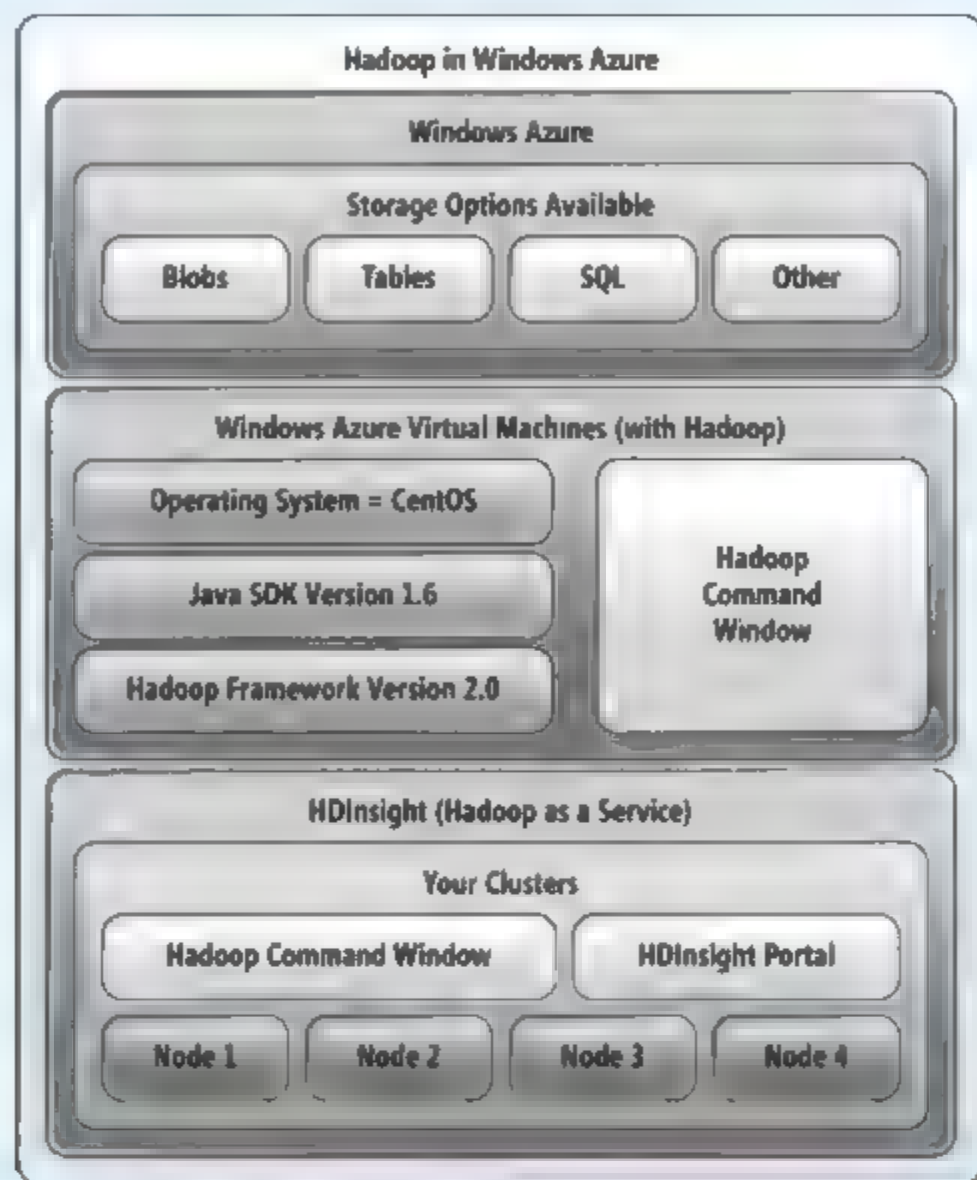 Hadoop in Windows Azure
Windows Azure
Storage Options Available
Blobs
Tables
SQL
Other
Windows Azure Virtual Machines (with Hadoop)
Operating System = CentOS
Java SDK Version 1.6
Hadoop Framework Version 2.0
Hadoop
Command
Window
HDInsight (Hadoop as a Service)
Your Clusters
Hadoop Command Window
HDInsight Portal
Node 1
Node 2
Node 3
Node 4